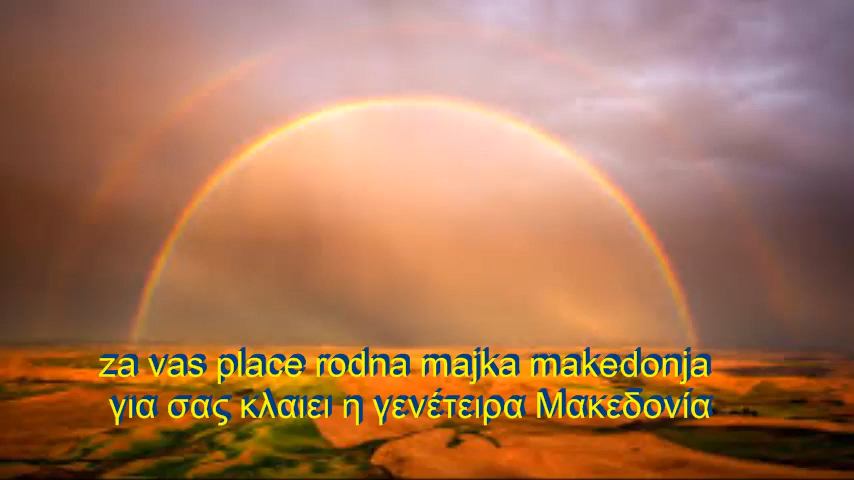 za vas place rodna majka makedonja
για σας κλαιει η γενέτειρα Μακεδονία